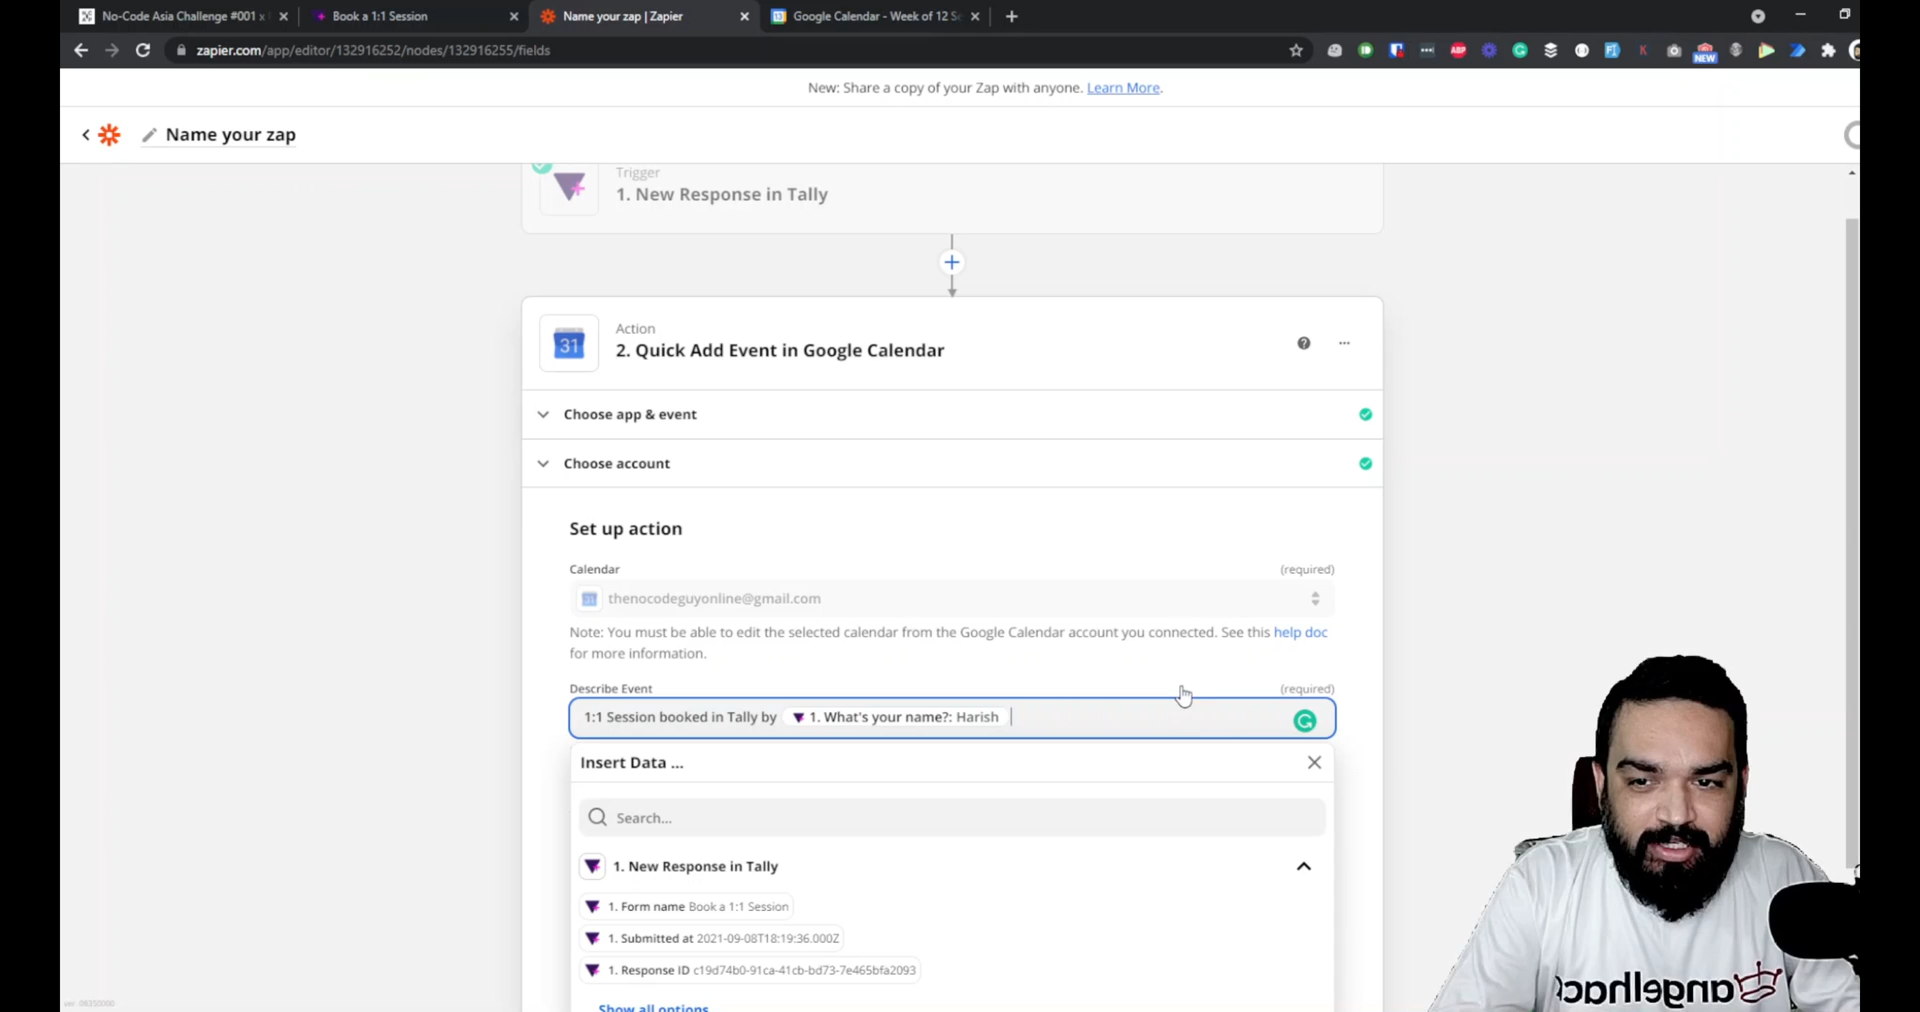 No-Code Asia Challenge #001 x
Book a 1:1 Session
Name your zap | Zapier
Google Calendar - Week of 12 Se
zapier.com/app/editor/132916252/nodes/132916255/fields
ABP
NEW
New: Share a copy of your Zap with anyone. Learn More.
Name your zap
Trigger
1. New Response in Tally
31
Action
2. Quick Add Event in Google Calendar
Choose app & event
Choose account
Set up action
Calendar
(required)
31
thenocodeguyonline@gmail.com
Note: You must be able to edit the selected calendar from the Google Calendar account you connected. See this help doc
for more information.
Describe Event
(required)
1:1 Session booked in Tally by 1. What's your name?: Harish
Insert Data ...
Search...
1. New Response in Tally
1. Form name Book a 1:1 Session
1. Submitted at 2021-09-08T18:19:36.000Z
1. Response ID c19d74b0-91ca-41cb-bd73-7e465bfa2093
Show all options
angelhac